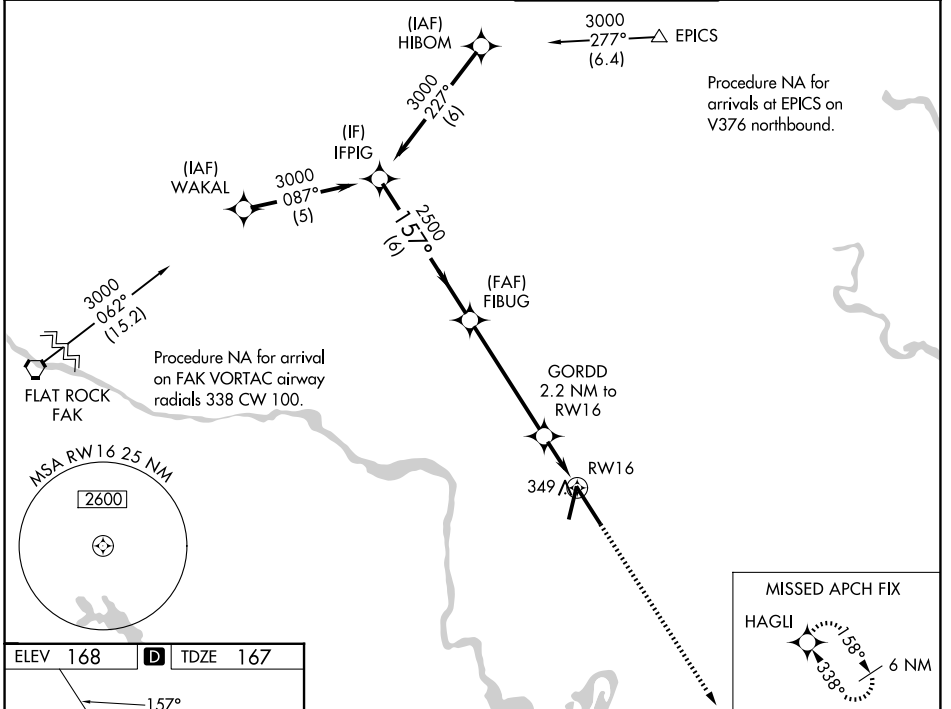 (IAF)
HIBOM
3000
277°
(6.4)
EPICS
Procedure NA for
arrivals at EPICS on
V376 northbound.
3000
227°
(6)
(IF)
IFPIG
(IAF)
WAKAL
3000
087°
(5)
2500
157°
(6)
(FAF)
FIBUG
3000
062°
(15.2)
FLAT ROCK
FAK
Procedure NA for arrival
on FAK VORTAC airway
radials 338 CW 100.
GORDD
2.2 NM to
RW16
RW16
349
MSA RW16 25 NM
2600
MISSED APCH FIX
HAGLI
158°
338°
6 NM
ELEV 168 D TDZE 167
157°